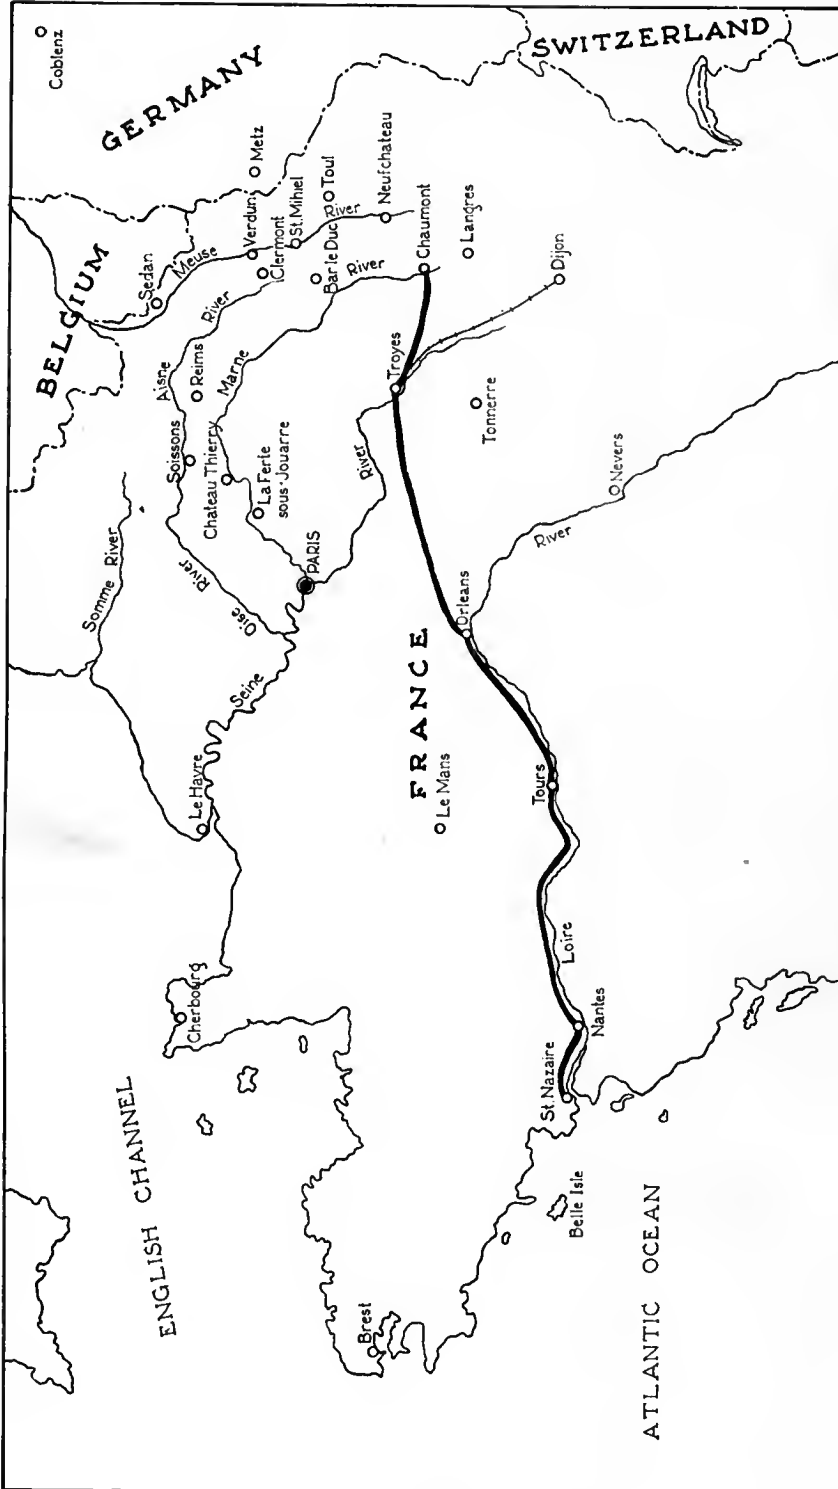 Coblenz
GERMANY
SWITZERLAND
BELGIUM
Sedan
Meuse
River
Verdun
Metz
Clermont
St. Mihiel
Toul
Bar le Duc
Neufchateau
Chaumont
Langres
Dijon
Aisne
River
Reims
Marne
River
Soissons
Chateau Thierry
La Ferte
sous-Jouarre
PARIS
Troyes
River
Tonnerre
Nevers
River
Somme River
Oise
River
Seine
Le Havre
Orleans
FRANCE
Le Mans
Tours
Loire
Cherbourg
Nantes
St. Nazaire
ENGLISH CHANNEL
Belle Isle
Brest
ATLANTIC OCEAN